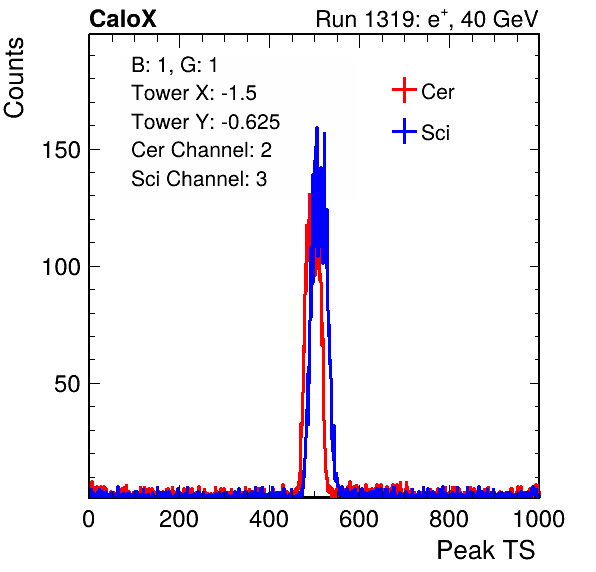 CaloX Run 1319: e⁺, 40 GeV
Counts
B: 1, G: 1
Tower X: -1.5
Tower Y: -0.625
Cer Channel: 2
Sci Channel: 3
Cer
Sci
150
100
50
0 200 400 600 800 1000
Peak TS